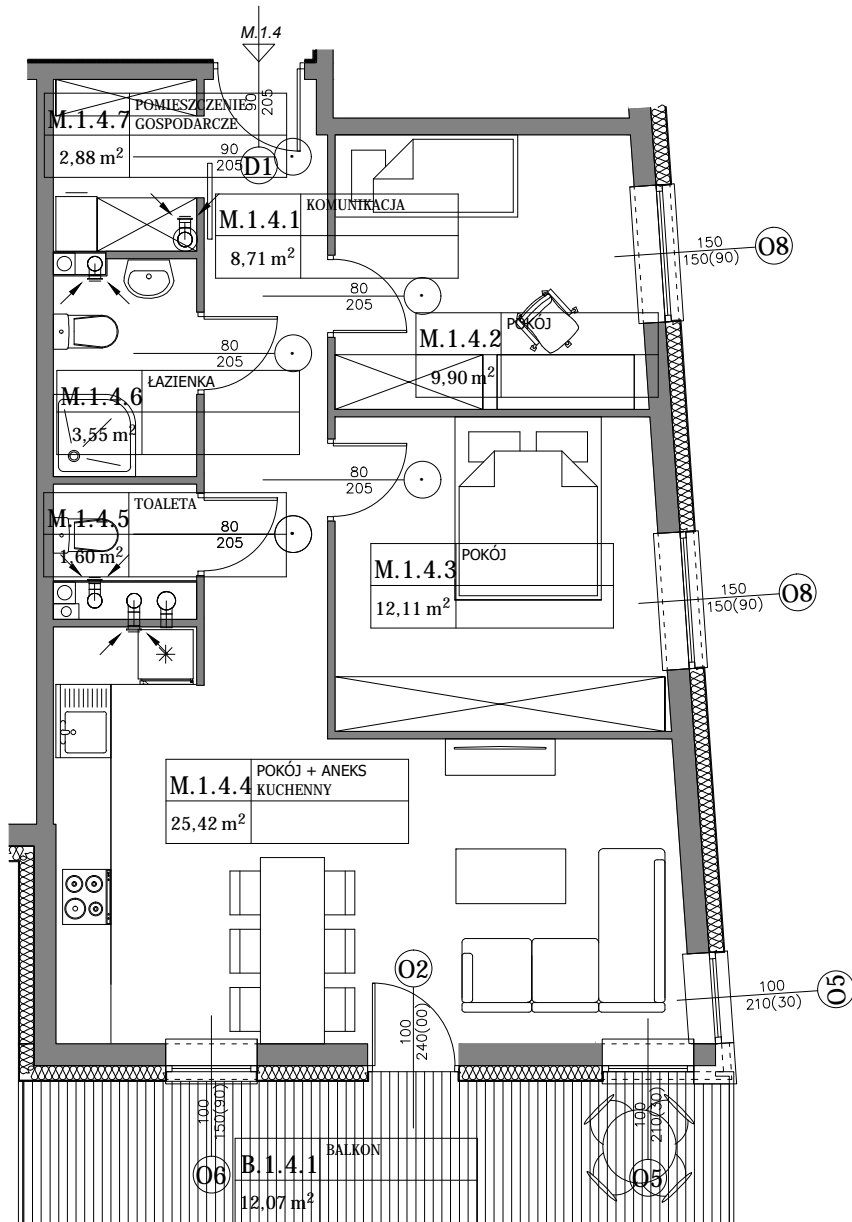 M.1.4
90
205
M.1.4.7 POMIESZCZENIE
GOSPODARCZE
2,88 m²
90
205
D1
M.1.4.1 KOMUNIKACJA
8,71 m²
150
150(90)
O8
80
205
M.1.4.2 POKÓJ
9,90 m²
80
205
M.1.4.6 ŁAZIENKA
3,55 m²
80
205
M.1.4.5 TOALETA
1,60 m²
80
205
M.1.4.3 POKÓJ
12,11 m²
150
150(90)
O8
M.1.4.4 POKÓJ + ANEKS
KUCHENNY
25,42 m²
O2
100
240(00)
100
210(30)
O5
100
150(90)
O6
100
210(30)
O5
B.1.4.1 BALKON
12,07 m²